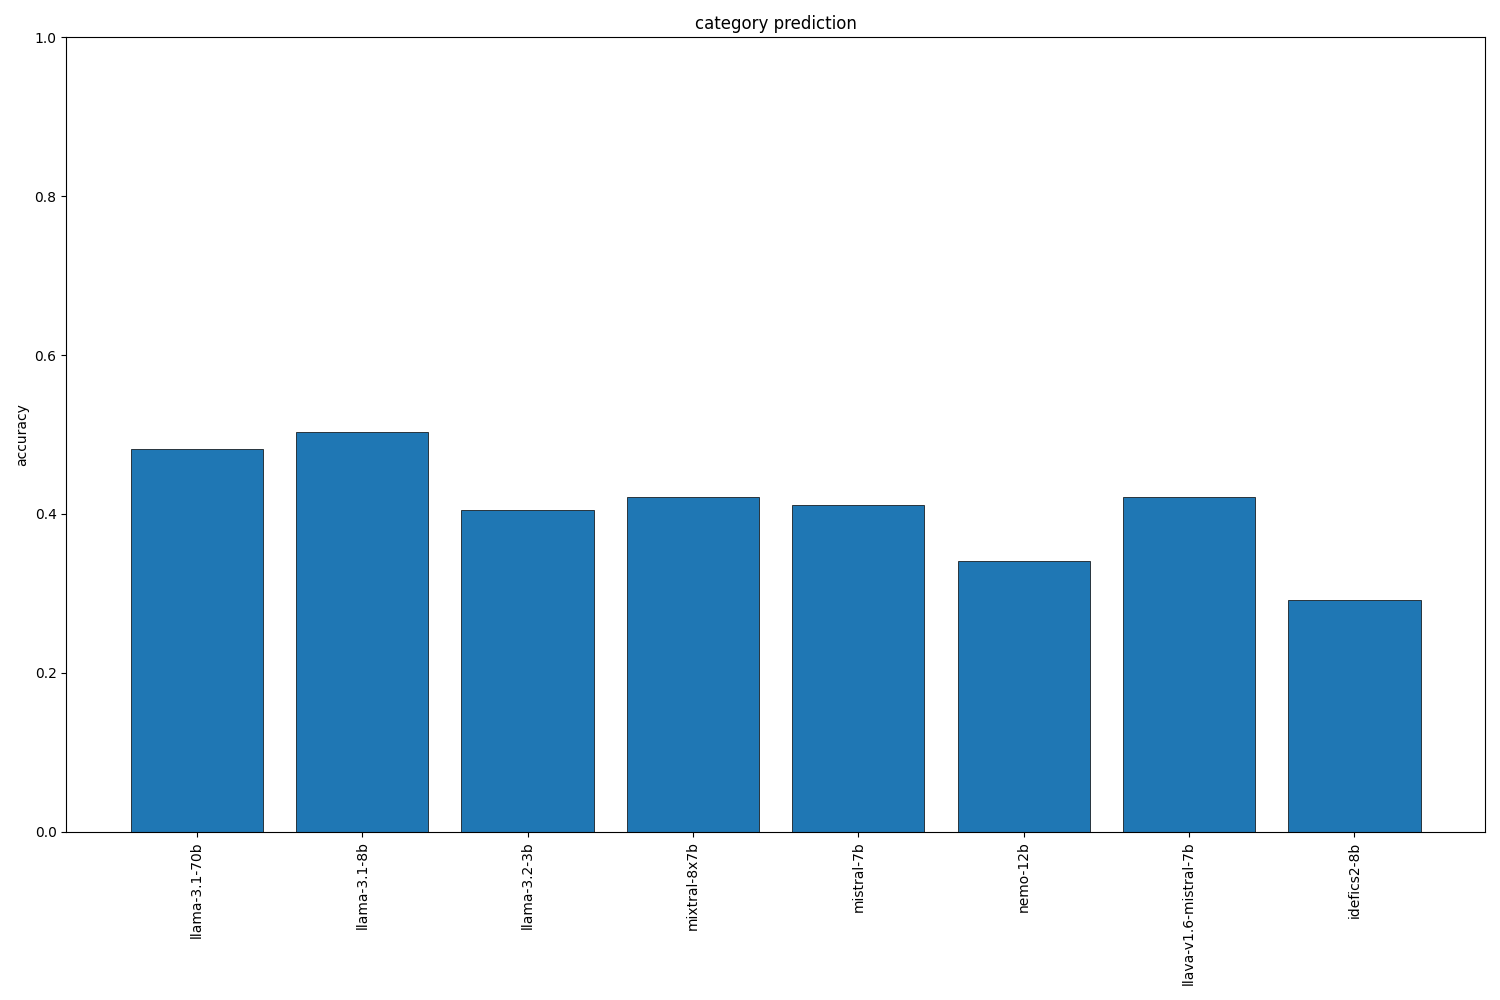 category prediction
1.0
0.8
0.6
0.4
0.2
0.0
accuracy
llama-3.1-70b
llama-3.1-8b
llama-3.2-3b
mixtral-8x7b
mistral-7b
nemo-12b
llava-v1.6-mistral-7b
idefics2-8b